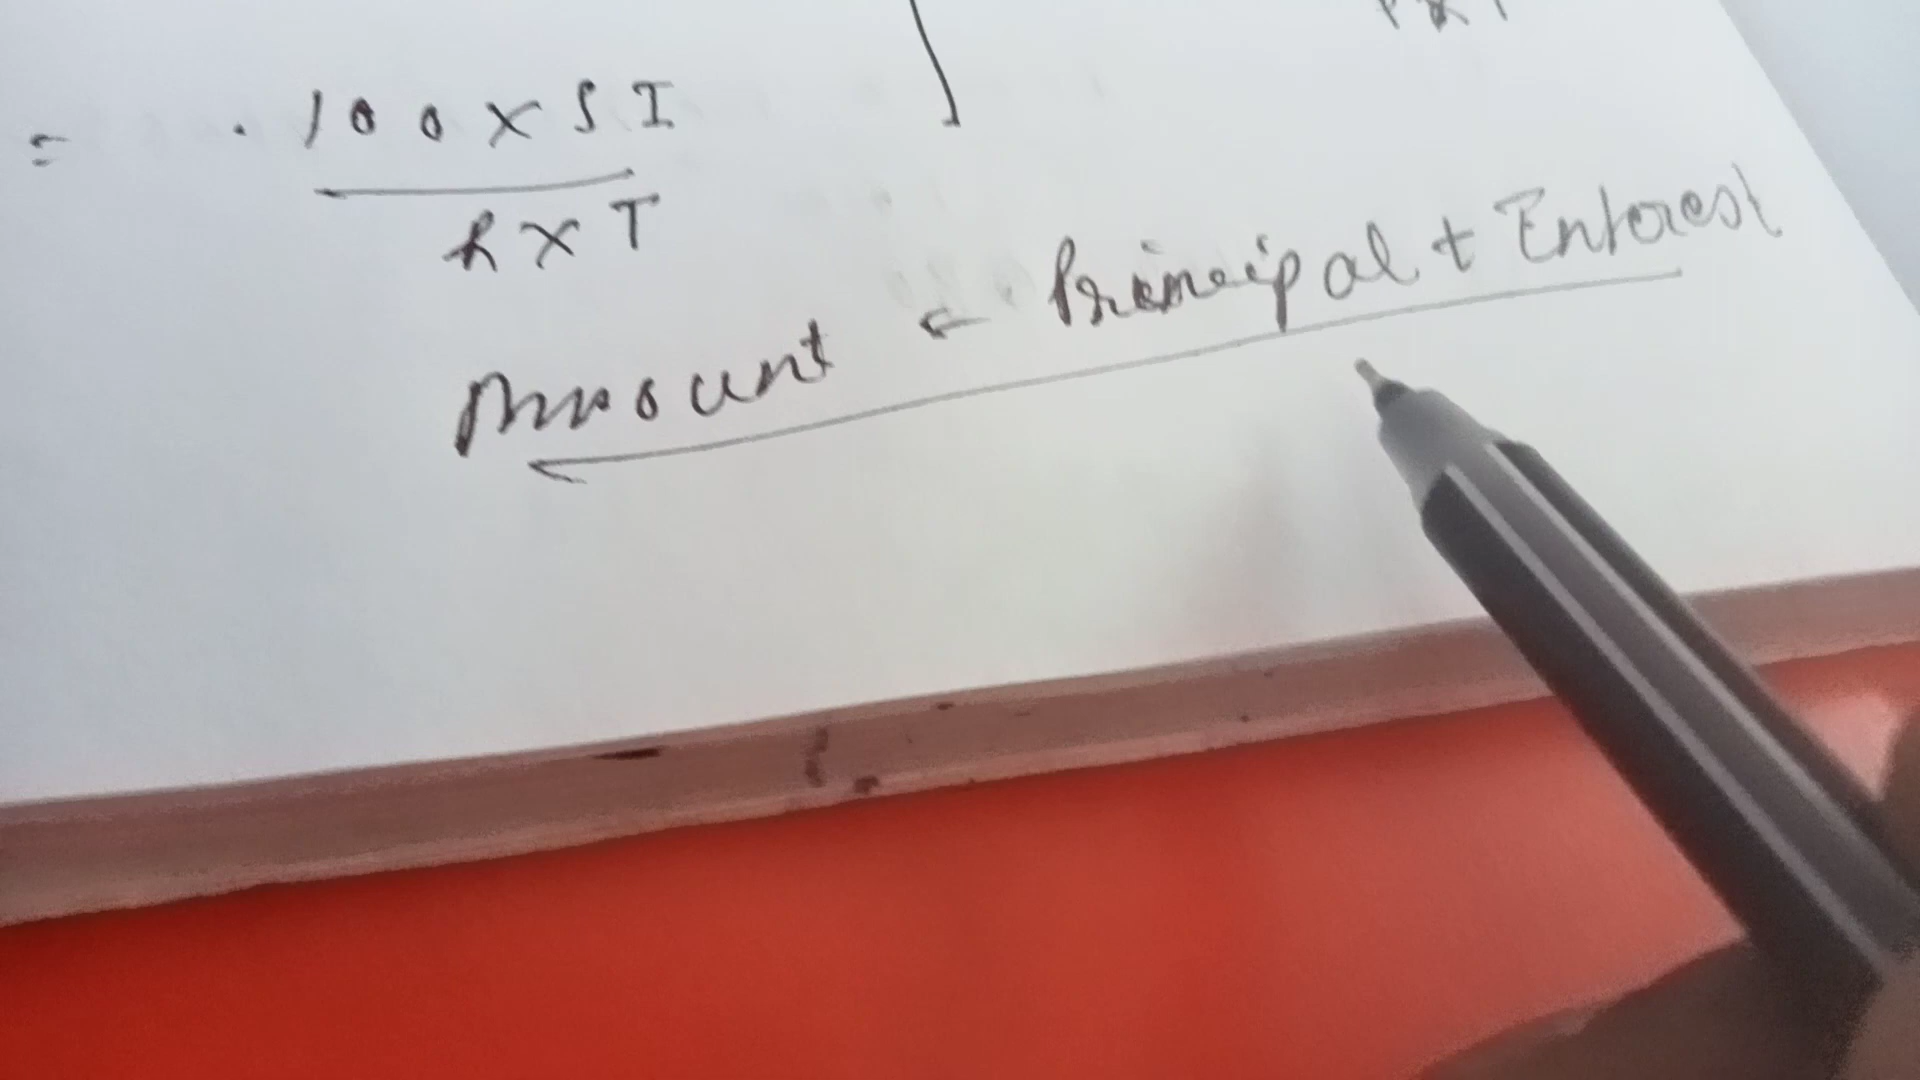 = 100 x S I
R x T
Amount = Principal + Interest